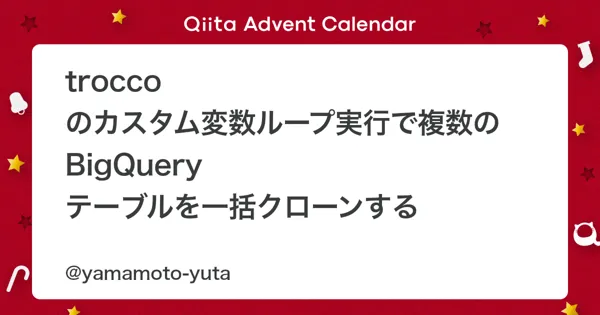 Qiita Advent Calendar
trocco
のカスタム変数ループ実行で複数の
BigQuery
テーブルを一括クローンする
@yamamoto-yuta